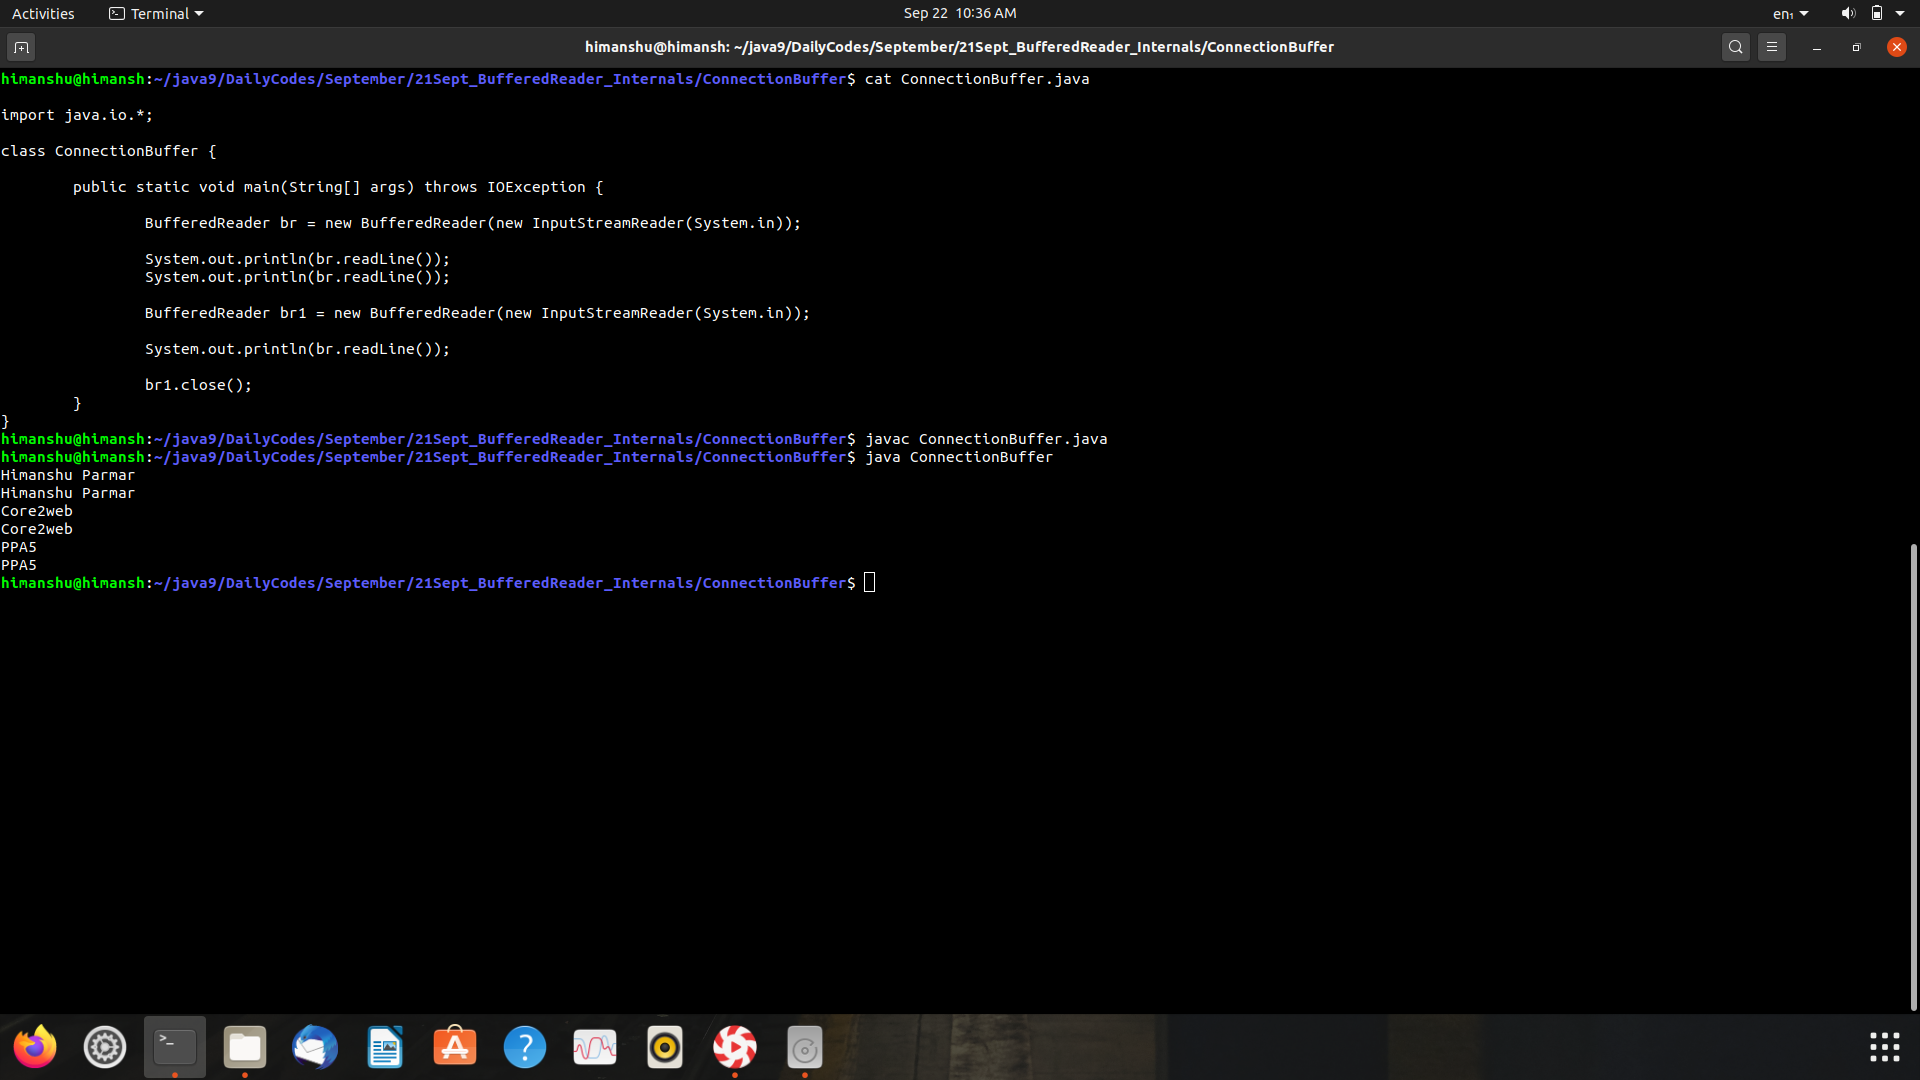 Activities Terminal Sep 22 10:36 AM en₁
himanshu@himansh: ~/java9/DailyCodes/September/21Sept_BufferedReader_Internals/ConnectionBuffer
himanshu@himansh:~/java9/DailyCodes/September/21Sept_BufferedReader_Internals/ConnectionBuffer$ cat ConnectionBuffer.java
import java.io.*;
class ConnectionBuffer {
public static void main(String[] args) throws IOException {
BufferedReader br = new BufferedReader(new InputStreamReader(System.in));
System.out.println(br.readLine());
System.out.println(br.readLine());
BufferedReader br1 = new BufferedReader(new InputStreamReader(System.in));
System.out.println(br.readLine());
br1.close();
}
}
himanshu@himansh:~/java9/DailyCodes/September/21Sept_BufferedReader_Internals/ConnectionBuffer$ javac ConnectionBuffer.java
himanshu@himansh:~/java9/DailyCodes/September/21Sept_BufferedReader_Internals/ConnectionBuffer$ java ConnectionBuffer
Himanshu Parmar
Himanshu Parmar
Core2web
Core2web
PPA5
PPA5
himanshu@himansh:~/java9/DailyCodes/September/21Sept_BufferedReader_Internals/ConnectionBuffer$